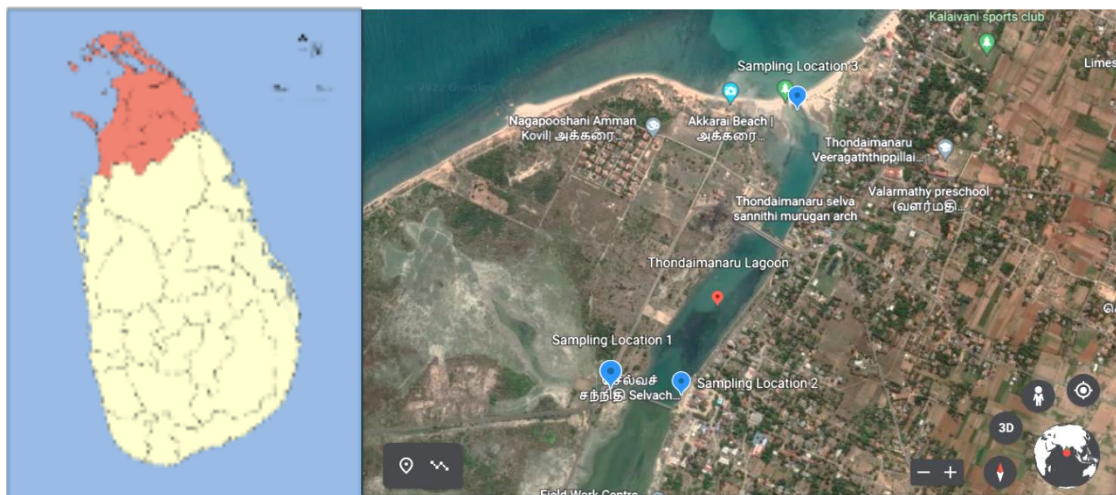 Kalaivani sports club
Sampling Location 3
Limes
Nagapooshani Amman
Kovil| அக்கரை...
Akkarai Beach |
அக்கரை...
Thondaimanaru
Veeragaththippillai...
Valarmathy preschool
(வளர்மதி...
Thondaimanaru selva
sannithi murugan arch
Thondaimanaru Lagoon
Sampling Location 1
செல்வச்
சந்நிதி| Selvach...
Sampling Location 2
3D
Field Work Centre